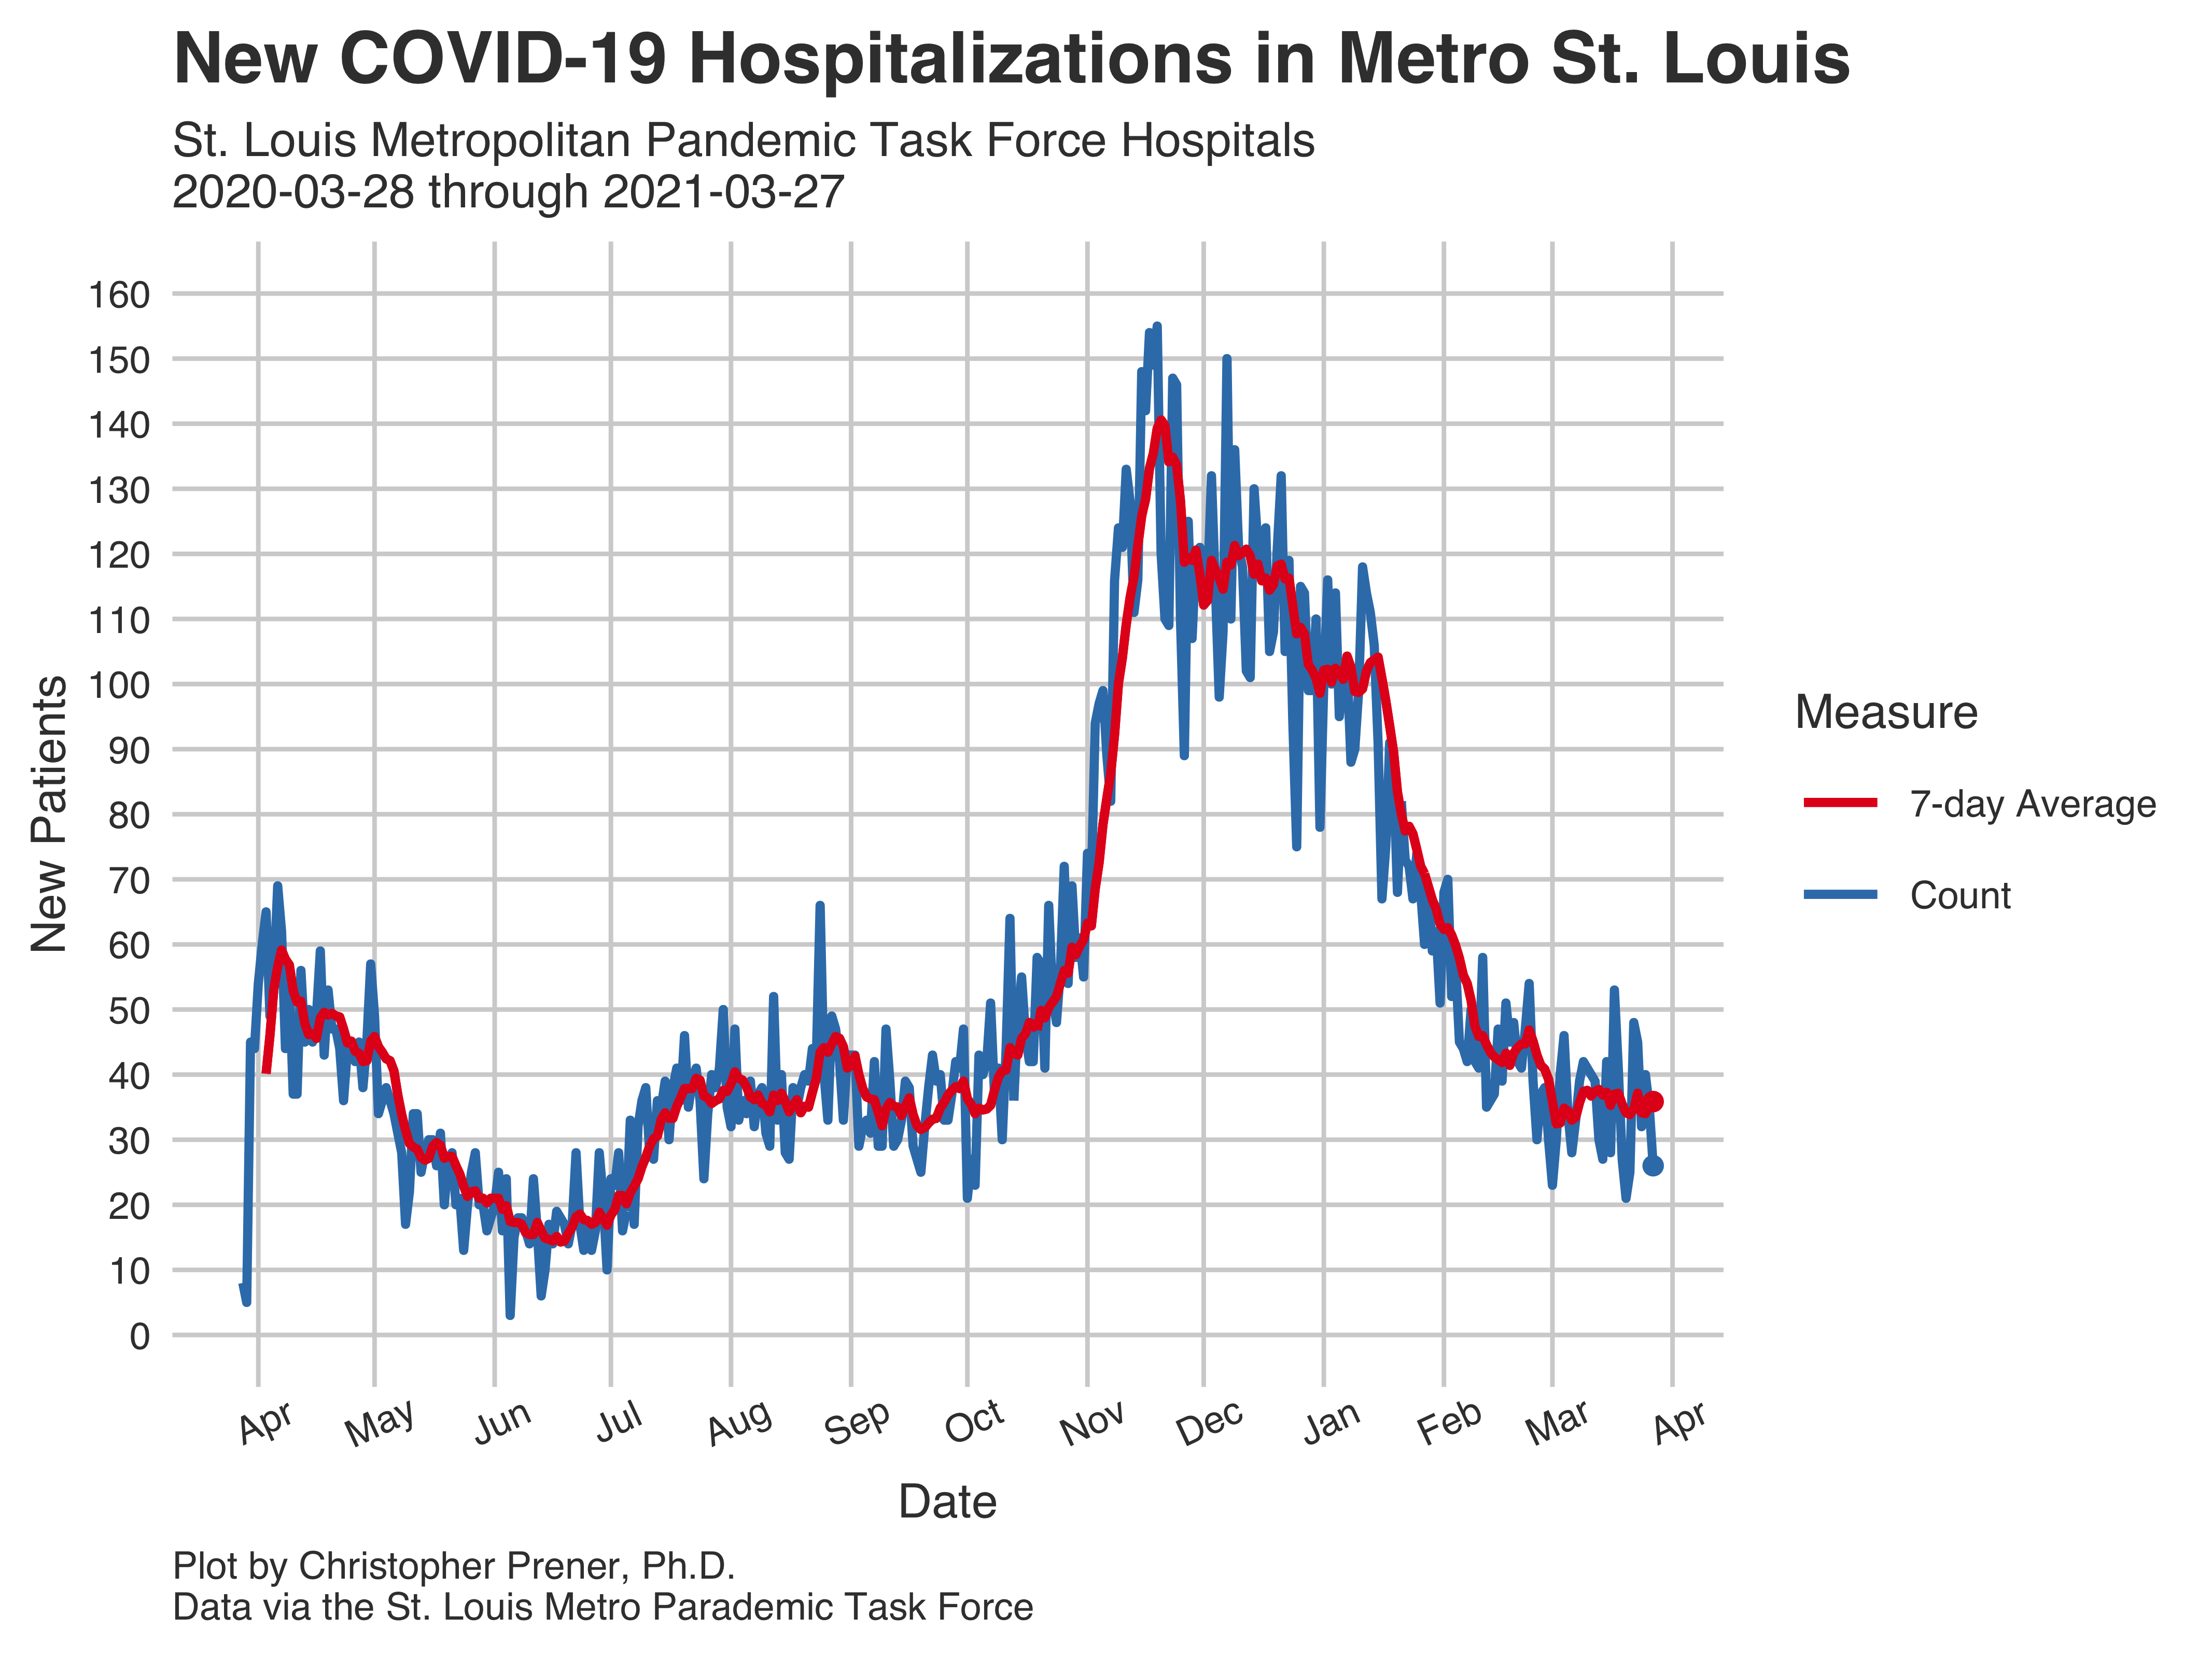 New COVID-19 Hospitalizations in Metro St. Louis
St. Louis Metropolitan Pandemic Task Force Hospitals
2020-03-28 through 2021-03-27
160
150
140
130
120
110
100
90
80
70
60
50
40
30
20
10
0
New Patients
Apr
May
Jun
Jul
Aug
Sep
Oct
Nov
Dec
Jan
Feb
Mar
Apr
Date
Measure
7-day Average
Count
Plot by Christopher Prener, Ph.D.
Data via the St. Louis Metro Parademic Task Force